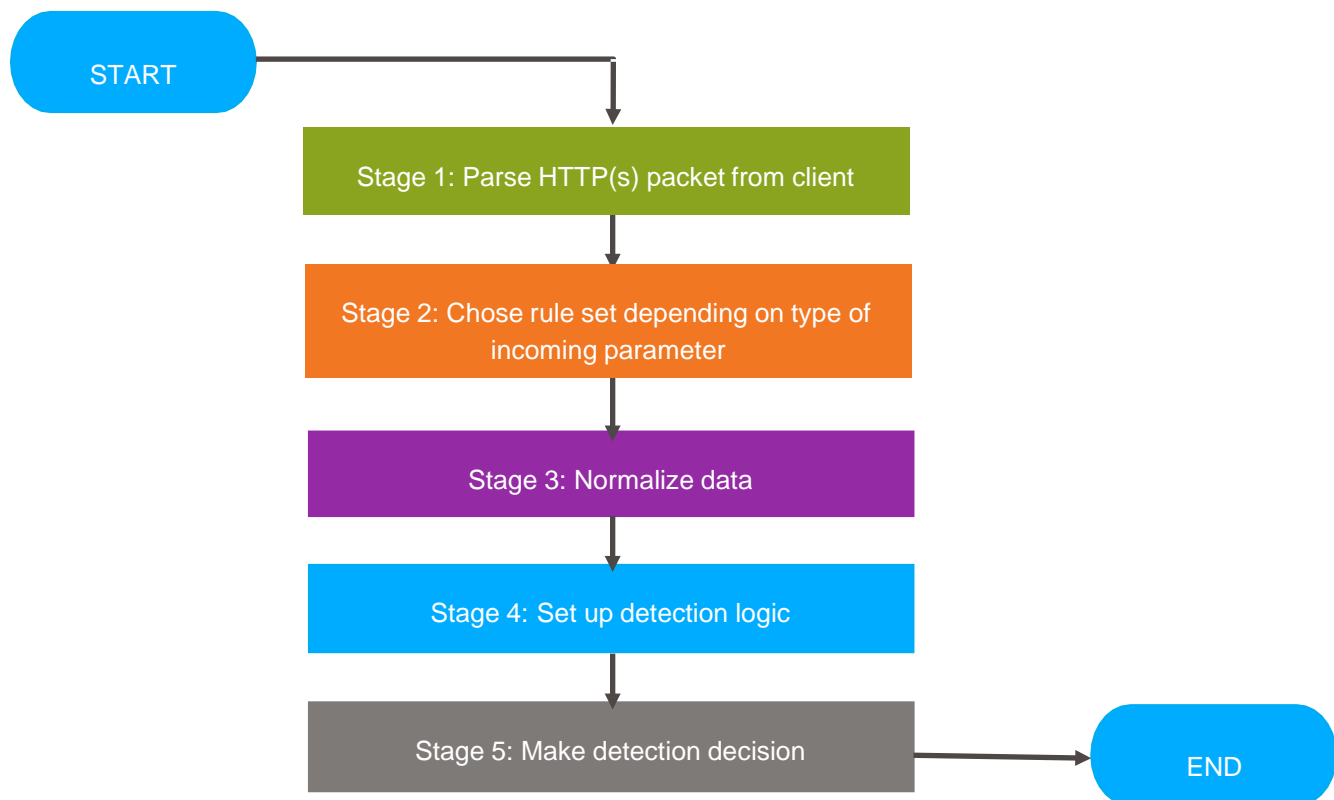 START
Stage 1: Parse HTTP(s) packet from client
Stage 2: Chose rule set depending on type of
incoming parameter
Stage 3: Normalize data
Stage 4: Set up detection logic
Stage 5: Make detection decision
END